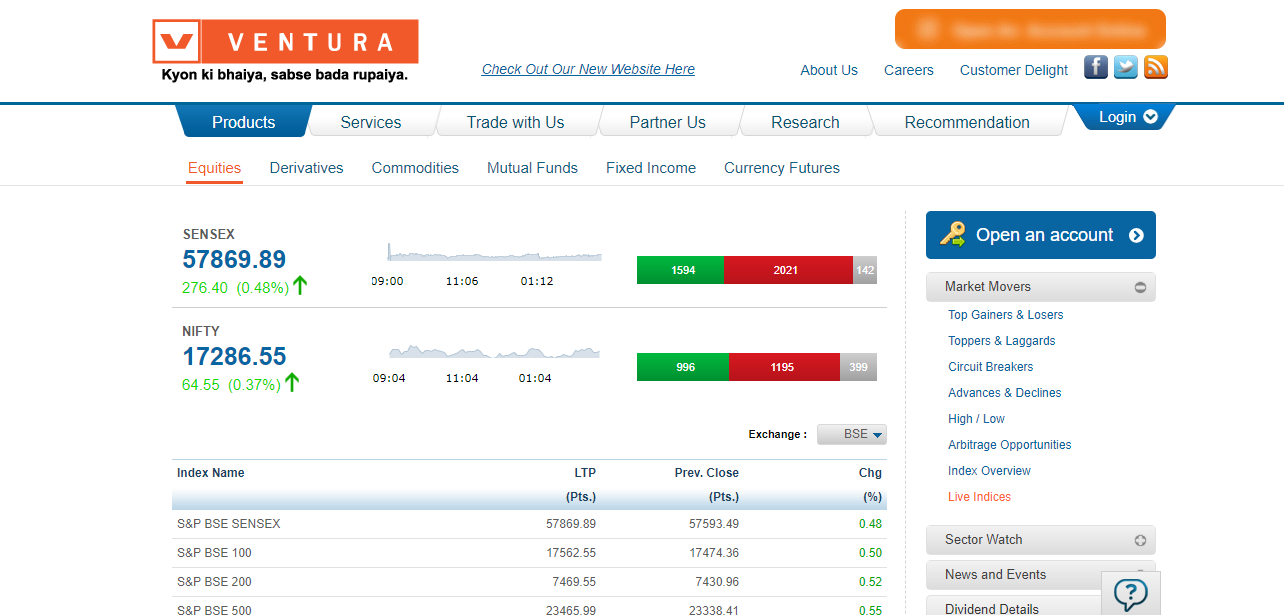 VENTURA
Kyon ki bhaiya, sabse bada rupaiya.
Check Out Our New Website Here
About Us Careers Customer Delight
Products Services Trade with Us Partner Us Research Recommendation Login
Equities Derivatives Commodities Mutual Funds Fixed Income Currency Futures
SENSEX
57869.89
276.40 (0.48%)
09:00 11:06 01:12
1594 2021 142
NIFTY
17286.55
64.55 (0.37%)
09:04 11:04 01:04
996 1195 399
Exchange : BSE
Index Name LTP Prev. Close Chg
(Pts.) (Pts.) (%)
S&P BSE SENSEX 57869.89 57593.49 0.48
S&P BSE 100 17562.55 17474.36 0.50
S&P BSE 200 7469.55 7430.96 0.52
S&P BSE 500 23465.99 23338.41 0.55
Open an account
Market Movers
Top Gainers & Losers
Toppers & Laggards
Circuit Breakers
Advances & Declines
High / Low
Arbitrage Opportunities
Index Overview
Live Indices
Sector Watch
News and Events
Dividend Details
?